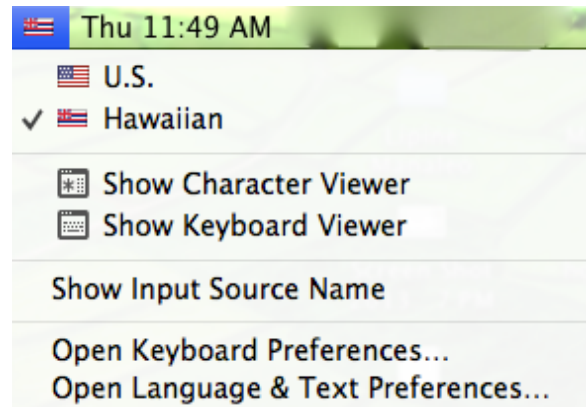 Thu 11:49 AM
U.S.
Hawaiian
Show Character Viewer
Show Keyboard Viewer
Show Input Source Name
Open Keyboard Preferences...
Open Language & Text Preferences...